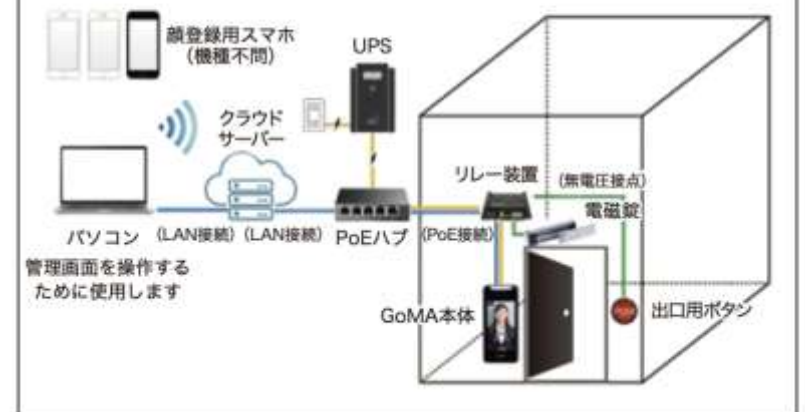 顔登録用スマホ
（機種不問）
UPS
クラウド
サーバー
リレー装置
（無電圧接点）
電磁錠
パソコン
（LAN接続）
（LAN接続）
PoEハブ
（PoE接続）
管理画面を操作する
ために使用します
GoMA本体
出口用ボタン